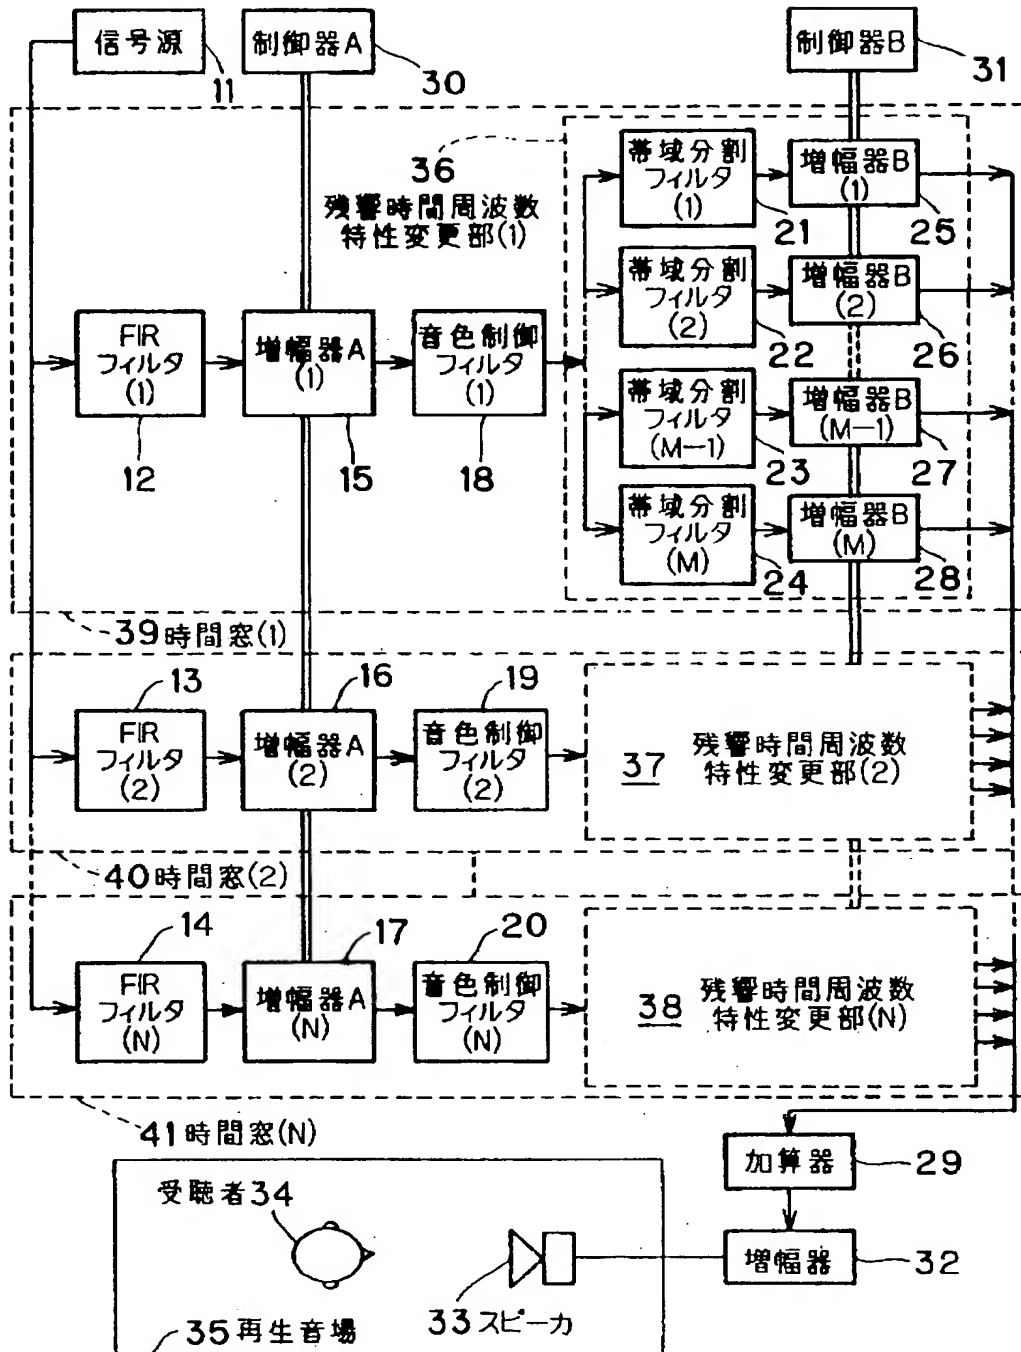 信号源
11
制御器A
30
制御器B
31
36
残響時間周波数
特性変更部(1)
帯域分割
フィルタ
(1)
21
増幅器B
(1)
25
帯域分割
フィルタ
(2)
22
増幅器B
(2)
26
FIR
フィルタ
(1)
12
増幅器A
(1)
15
音色制御
フィルタ
(1)
18
帯域分割
フィルタ
(M-1)
23
増幅器B
(M-1)
27
帯域分割
フィルタ
(M)
24
増幅器B
(M)
28
39時間窓(1)
13
FIR
フィルタ
(2)
16
増幅器A
(2)
19
音色制御
フィルタ
(2)
37
残響時間周波数
特性変更部(2)
40時間窓(2)
14
FIR
フィルタ
(N)
17
増幅器A
(N)
20
音色制御
フィルタ
(N)
38
残響時間周波数
特性変更部(N)
41時間窓(N)
加算器
29
増幅器
32
受聴者34
33スピーカ
35再生音場